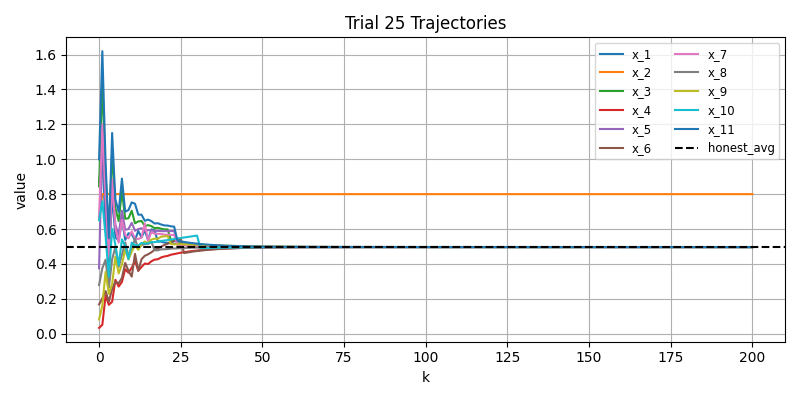 Trial 25 Trajectories
value
1.6
1.4
1.2
1.0
0.8
0.6
0.4
0.2
0.0
x_1
x_2
x_3
x_4
x_5
x_6
x_7
x_8
x_9
x_10
x_11
honest_avg
0 25 50 75 100 125 150 175 200
k